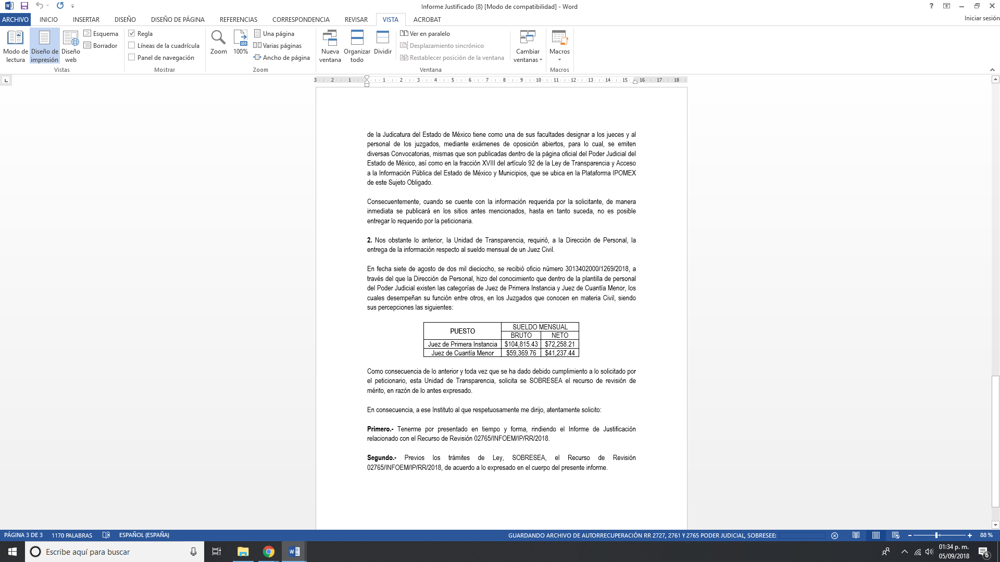 Informe Justificado (8) [Modo de compatibilidad] - Word
ARCHIVO INICIO INSERTAR DISEÑO DISEÑO DE PÁGINA REFERENCIAS CORRESPONDENCIA REVISAR VISTA ACROBAT Iniciar sesión
Modo de lectura
Diseño de impresión
Diseño web
Esquema
Borrador
Vistas
Regla
Líneas de la cuadrícula
Panel de navegación
Mostrar
Zoom
100%
Una página
Varias páginas
Ancho de página
Zoom
Nueva ventana
Organizar todo
Dividir
Ver en paralelo
Desplazamiento sincrónico
Restablecer posición de la ventana
Ventana
Cambiar ventanas
Macros
Macros
3 2 1 1 2 3 4 5 6 7 8 9 10 11 12 13 14 15 16 17 18
de la Judicatura del Estado de México tiene como una de sus facultades designar a los jueces y al
personal de los juzgados, mediante exámenes de oposición abiertos, para lo cual, se emiten
diversas Convocatorias, mismas que son publicadas dentro de la página oficial del Poder Judicial del
Estado de México, así como en la fracción XVIII del artículo 92 de la Ley de Transparencia y Acceso
a la Información Pública del Estado de México y Municipios, que se ubica en la Plataforma IPOMEX
de este Sujeto Obligado.
Consecuentemente, cuando se cuente con la información requerida por la solicitante, de manera
inmediata se publicará en los sitios antes mencionados, hasta en tanto suceda, no es posible
entregar lo requerido por la peticionaria.
2. Nos obstante lo anterior, la Unidad de Transparencia, requirió, a la Dirección de Personal, la
entrega de la información respecto al sueldo mensual de un Juez Civil.
En fecha siete de agosto de dos mil dieciocho, se recibió oficio número 3013402000/1269/2018, a
través del que la Dirección de Personal, hizo del conocimiento que dentro de la plantilla de personal
del Poder Judicial existen las categorías de Juez de Primera Instancia y Juez de Cuantía Menor, los
cuales desempeñan su función entre otros, en los Juzgados que conocen en materia Civil, siendo
sus percepciones las siguientes:
PUESTO SUELDO MENSUAL
BRUTO NETO
Juez de Primera Instancia $104,815.43 $72,258.21
Juez de Cuantía Menor $59,369.76 $41,237.44
Como consecuencia de lo anterior y toda vez que se ha dado debido cumplimiento a lo solicitado por
el peticionario, esta Unidad de Transparencia, solicita se SOBRESEA el recurso de revisión de
mérito, en razón de lo antes expresado.
En consecuencia, a ese Instituto al que respetuosamente me dirijo, atentamente solicito:
Primero.- Tenerme por presentado en tiempo y forma, rindiendo el Informe de Justificación
relacionado con el Recurso de Revisión 02765/INFOEM/IP/RR/2018.
Segundo.- Previos los trámites de Ley, SOBRESEA, el Recurso de Revisión
02765/INFOEM/IP/RR/2018, de acuerdo a lo expresado en el cuerpo del presente informe.
PÁGINA 3 DE 3 1170 PALABRAS ESPAÑOL (ESPAÑA) GUARDANDO ARCHIVO DE AUTORRECUPERACIÓN RR 2727, 2761 Y 2765 PODER JUDICIAL, SOBRESEE: 88 %
Escribe aquí para buscar
01:34 p. m.
05/09/2018
6